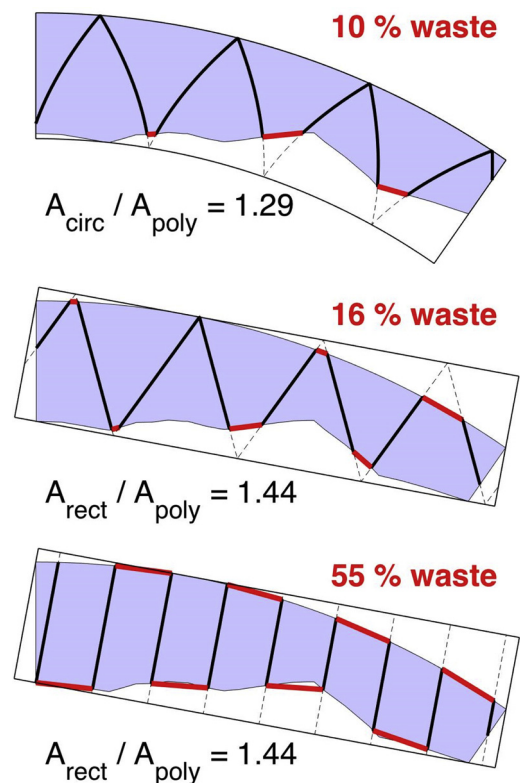 10 % waste
A_circ / A_poly = 1.29
16 % waste
A_rect / A_poly = 1.44
55 % waste
A_rect / A_poly = 1.44